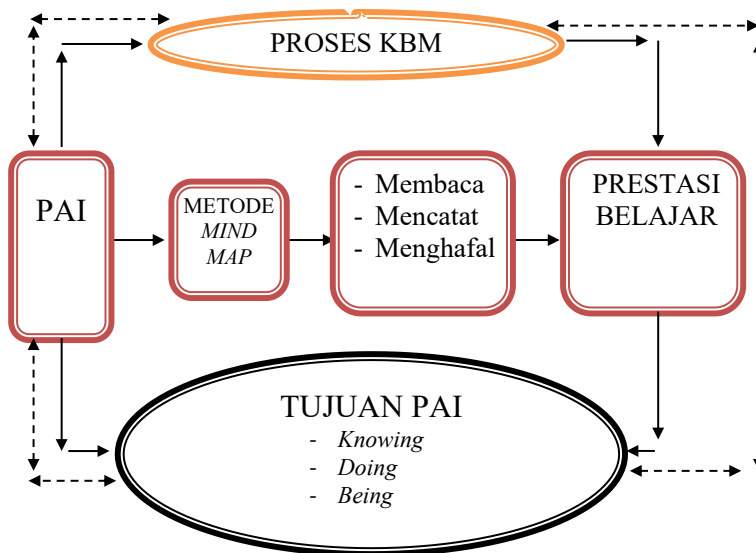 PROSES KBM
PAI
METODE
MIND
MAP
- Membaca
- Mencatat
- Menghafal
PRESTASI
BELAJAR
TUJUAN PAI
- Knowing
- Doing
- Being